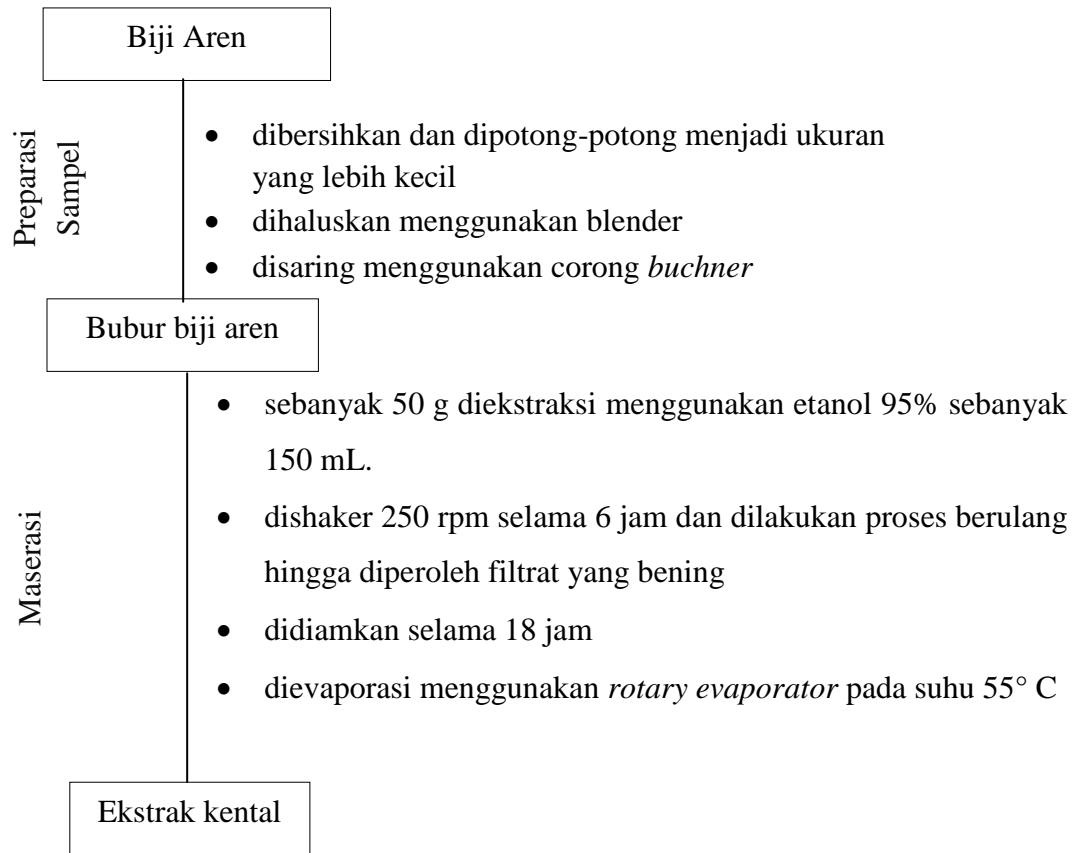 Biji Aren
Preparasi
Sampel
• dibersihkan dan dipotong-potong menjadi ukuran
yang lebih kecil
• dihaluskan menggunakan blender
• disaring menggunakan corong buchner
Bubur biji aren
Maserasi
• sebanyak 50 g diekstraksi menggunakan etanol 95% sebanyak
150 mL.
• dishaker 250 rpm selama 6 jam dan dilakukan proses berulang
hingga diperoleh filtrat yang bening
• didiamkan selama 18 jam
• dievaporasi menggunakan rotary evaporator pada suhu 55° C
Ekstrak kental